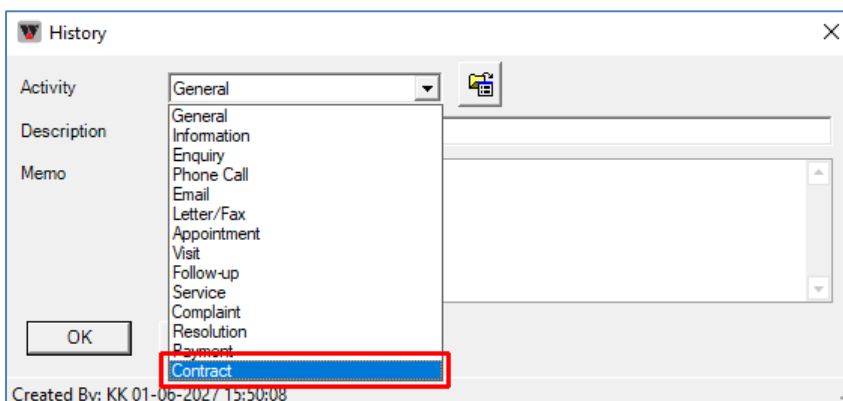 History
Activity
General
General
Description
Information
Enquiry
Memo
Phone Call
Email
Letter/Fax
Appointment
Visit
Follow-up
Service
Complaint
OK
Resolution
Payment
Contract
Created By: KK 01-06-2027 15:50:08